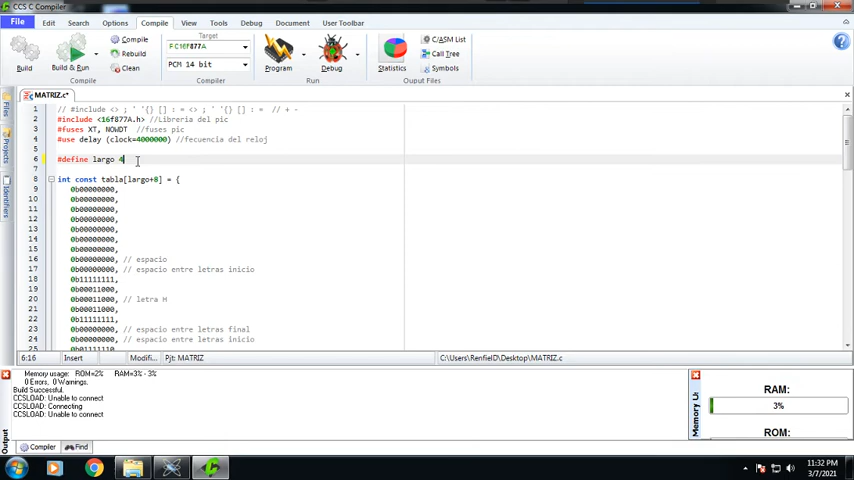 CCS C Compiler
File Edit Search Options Compile View Tools Debug Document User Toolbar
Build
Build & Run
Compile
Rebuild
Clean
Compile
Target
PCM 14 bit
Compiler
Program
Debug
Run
Statistics
C/ASM List
Call Tree
Symbols
Ouput Files
MATRIZ.c*
Files
Projects
Identifiers
1 // #include <> ; ' '{} [] : = <> ; ' '{} [] : = // + -
2 #include <16f877A.h> //Libreria del pic
3 #fuses XT, NOWDT //fuses pic
4 #use delay (clock=4000000) //fecuencia del reloj
5
6 #define largo 4
7
8 int const tabla[largo+8] = {
9 0b00000000,
10 0b00000000,
11 0b00000000,
12 0b00000000,
13 0b00000000,
14 0b00000000,
15 0b00000000,
16 0b00000000, // espacio
17 0b00000000, // espacio entre letras inicio
18 0b11111111,
19 0b00011000,
20 0b00011000, // letra H
21 0b00011000,
22 0b11111111,
23 0b00000000, // espacio entre letras final
24 0b00000000, // espacio entre letras inicio
6:16 Insert Modifi... Pjt: MATRIZ C:\Users\RenfielD\Desktop\MATRIZ.c
Memory usage: ROM=2% RAM=3% - 3%
0 Errors, 0 Warnings.
Build Successful.
CCSLOAD: Unable to connect
CCSLOAD: Connecting
CCSLOAD: Unable to connect
Output
Compiler Find
Memory U:
RAM:
3%
ROM:
11:32 PM
3/7/2021